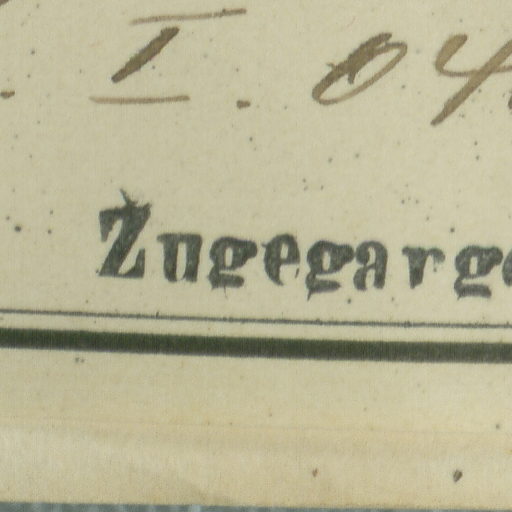 . I. 04
Zugegarge